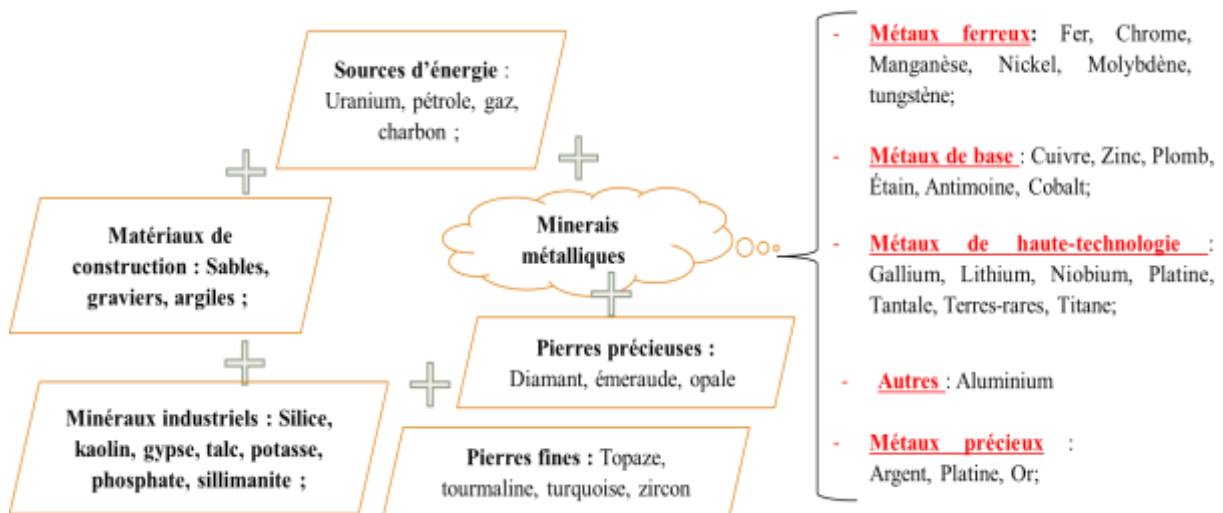 Sources d’énergie :
Uranium, pétrole, gaz,
charbon ;
Matériaux de
construction : Sables,
graviers, argiles ;
Minerais
métalliques
Pierres précieuses :
Diamant, émeraude, opale
Minéraux industriels : Silice,
kaolin, gypse, talc, potasse,
phosphate, sillimanite ;
Pierres fines : Topaze,
tourmaline, turquoise, zircon
- Métaux ferreux: Fer, Chrome,
Manganèse, Nickel, Molybdène,
tungstène;
- Métaux de base : Cuivre, Zinc, Plomb,
Étain, Antimoine, Cobalt;
- Métaux de haute-technologie :
Gallium, Lithium, Niobium, Platine,
Tantale, Terres-rares, Titane;
- Autres : Aluminium
- Métaux précieux :
Argent, Platine, Or;